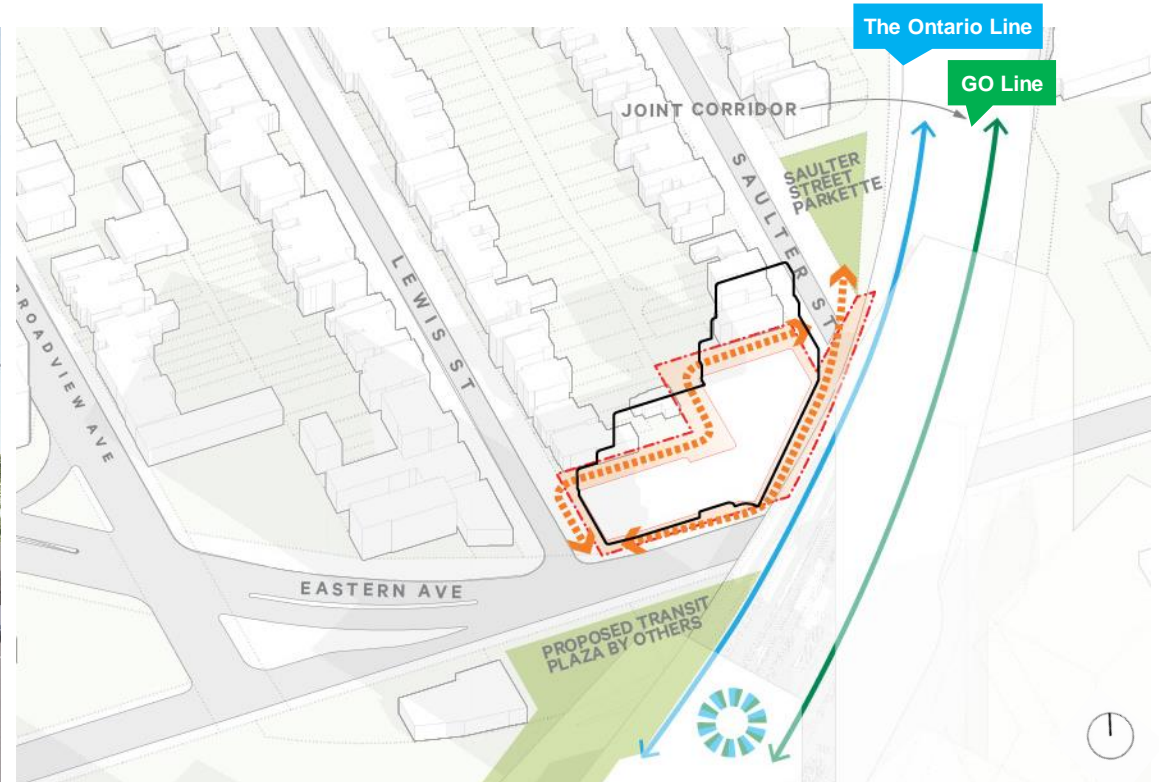 The Ontario Line
GO Line
JOINT CORRIDOR
SAULTER
STREET
PARKETTE
SAULTER ST
LEWIS ST
BROADVIEW AVE
EASTERN AVE
PROPOSED TRANSIT
PLAZA BY OTHERS